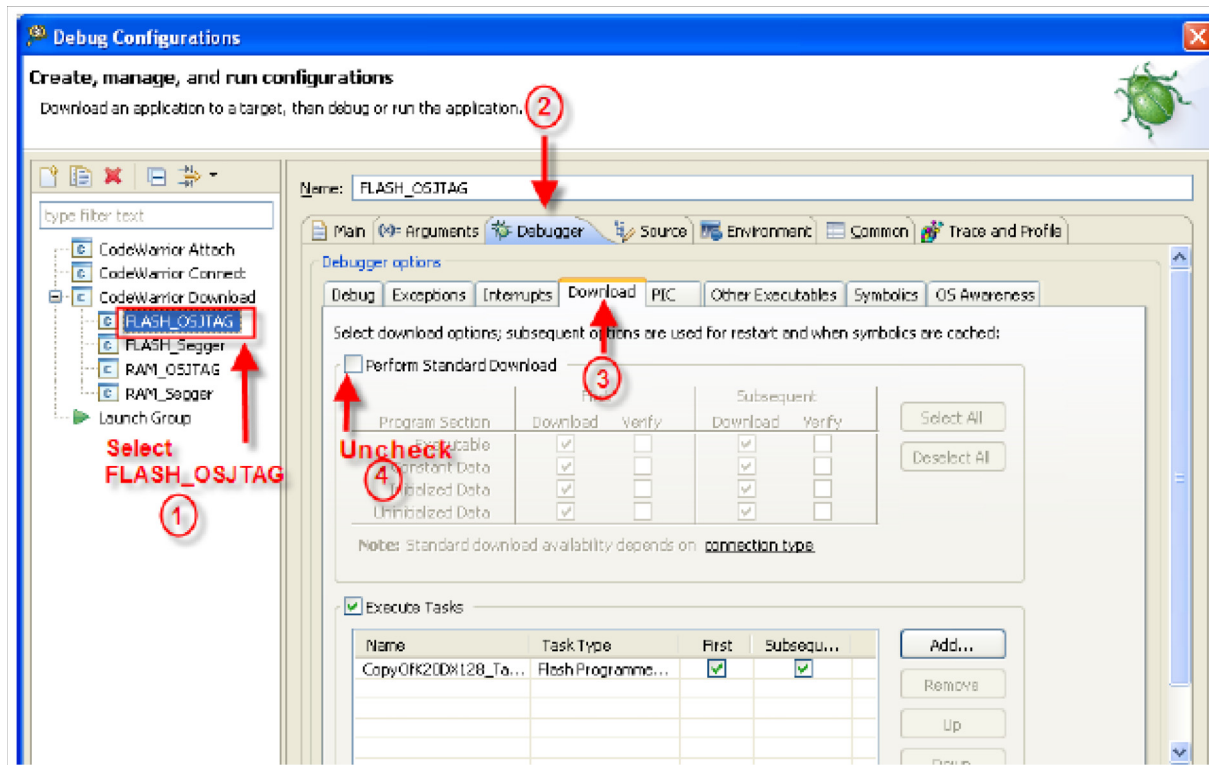 Debug Configurations
Create, manage, and run configurations
Download an application to a target, then debug or run the application.
2
Name: FLASH_OSJTAG
type filter text
Main (x)= Arguments Debugger Source Environment Common Trace and Profile
CodeWarrior Attach
CodeWarrior Connect
CodeWarrior Download
FLASH_OSJTAG
FLASH_Segger
RAM_OSJTAG
RAM_Segger
Launch Group
Select
FLASH_OSJTAG
1
Debugger options
Debug Exceptions Interrupts Download PIC Other Executables Symbolics OS Awareness
Select download options; subsequent options are used for restart and when symbolics are cached:
Perform Standard Download
3
Subsequent
Program Section Download Verify Download Verify
Select All
Deselect All
Uncheck
4
Executable
Constant Data
Initialized Data
Uninitialized Data
Note: Standard download availability depends on connection type
Execute Tasks
Name Task Type First Subsequ...
CopyOfK20DX128_Ta... Flash Programme...
Add...
Remove
Up
Down